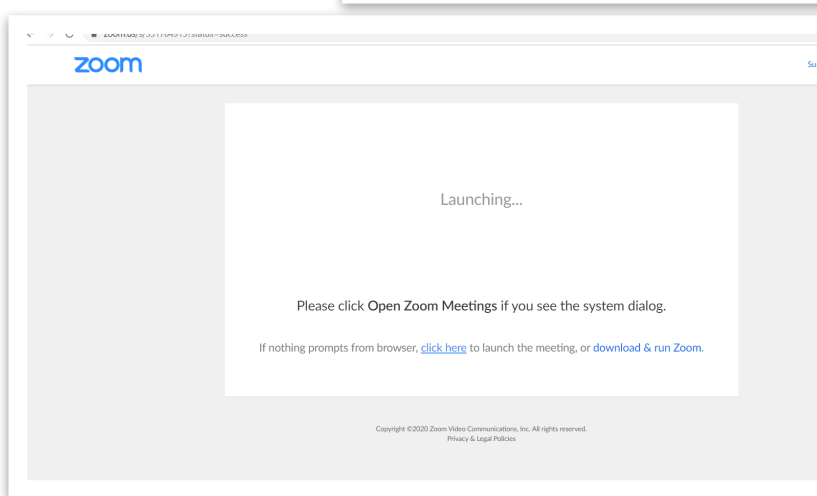 zoom
Launching...
Please click Open Zoom Meetings if you see the system dialog.
If nothing prompts from browser, click here to launch the meeting, or download & run Zoom.
Copyright ©2020 Zoom Video Communications, Inc. All rights reserved.
Privacy & Legal Policies